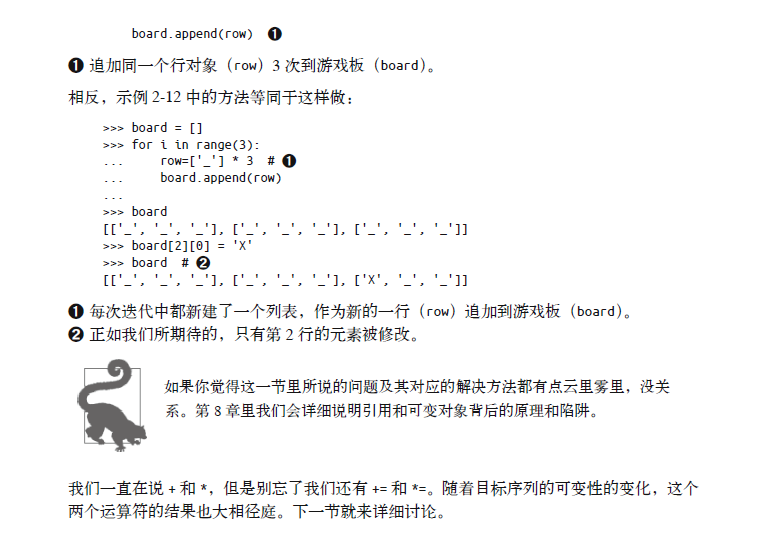 board.append(row) ❶
❶ 追加同一个行对象（row）3 次到游戏板（board）。
相反，示例 2-12 中的方法等同于这样做：
>>> board = []
>>> for i in range(3):
...     row=['_'] * 3  # ❶
...     board.append(row)
...
>>> board
[['_', '_', '_'], ['_', '_', '_'], ['_', '_', '_']]
>>> board[2][0] = 'X'
>>> board  # ❷
[['_', '_', '_'], ['_', '_', '_'], ['X', '_', '_']]
❶ 每次迭代中都新建了一个列表，作为新的一行（row）追加到游戏板（board）。
❷ 正如我们所期待的，只有第 2 行的元素被修改。
如果你觉得这一节里所说的问题及其对应的解决方法都有点云里雾里，没关
系。第 8 章里我们会详细说明引用和可变对象背后的原理和陷阱。
我们一直在说 + 和 *，但是别忘了我们还有 += 和 *=。随着目标序列的可变性的变化，这个
两个运算符的结果也大相径庭。下一节就来详细讨论。